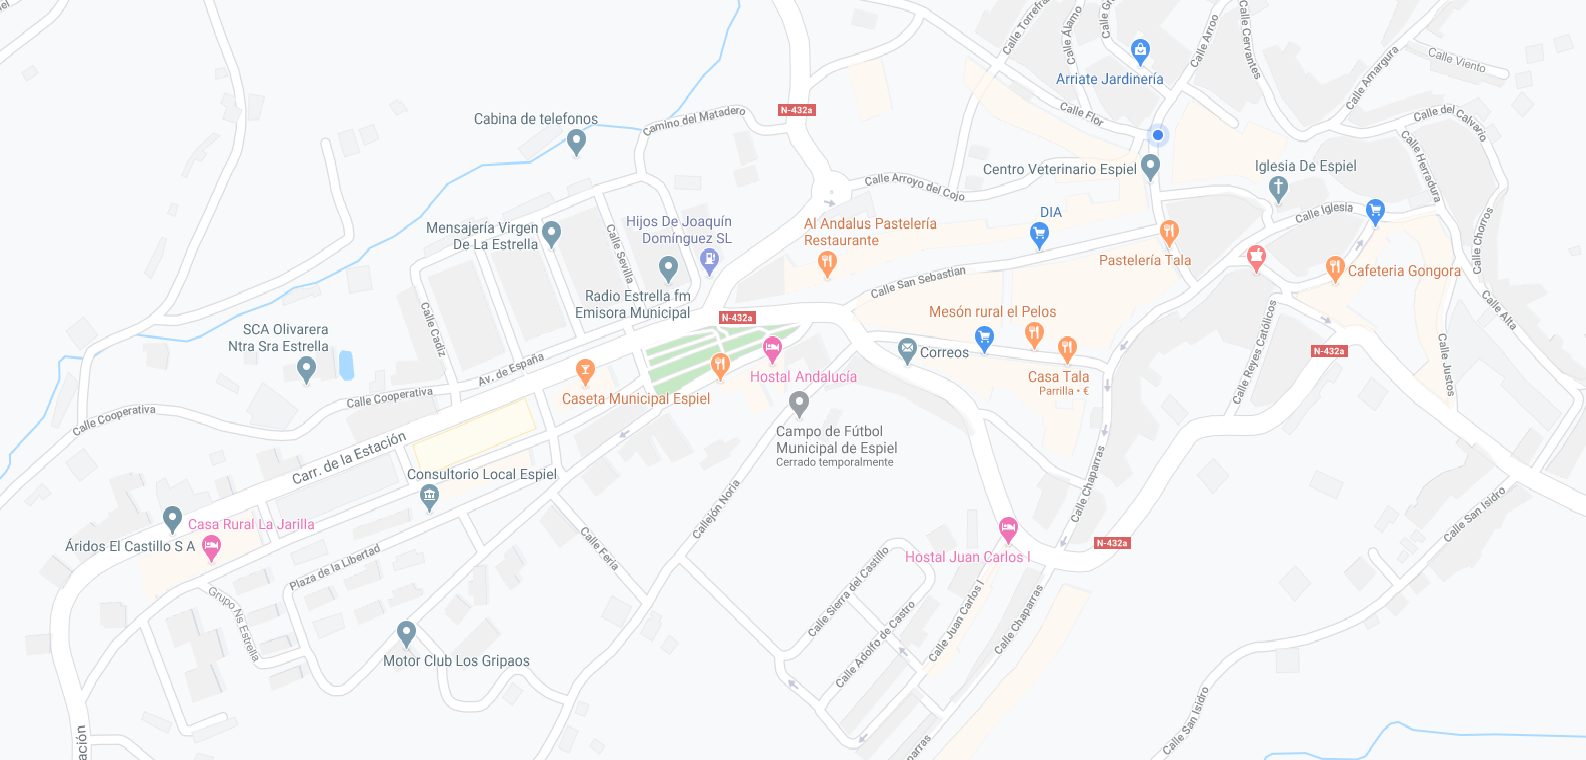 Calle Torrefra
Calle Álamo
Calle Gr
Calle Arroo
Calle Cervantes
Calle Amargura
Calle Viento
Arriate Jardinería
N-432a
Cabina de telefonos
Camino del Matadero
Calle Flor
Calle del Calvario
Centro Veterinario Espiel
Iglesia De Espiel
Calle Arroyo del Cojo
Calle Herradura
Calle Iglesia
Calle Chorros
DIA
Al Andalus Pastelería
Restaurante
Hijos De Joaquín
Domínguez SL
Mensajería Virgen
De La Estrella
Calle Sevilla
Pastelería Tala
Cafeteria Gongora
Calle San Sebastian
Radio Estrella fm
Emisora Municipal
N-432a
Calle Cadiz
SCA Olivarera
Ntra Sra Estrella
Mesón rural el Pelos
Calle Alta
Calle Reyes Católicos
Calle Justos
N-432a
Correos
Casa Tala
Parrilla • €
Av. de España
Hostal Andalucía
Calle Cooperativa
Caseta Municipal Espiel
Calle Cooperativa
Campo de Fútbol
Municipal de Espiel
Cerrado temporalmente
Carr. de la Estación
Consultorio Local Espiel
Calle Chaparras
Callejón Noria
Calle San Isidro
Casa Rural La Jarilla
Áridos El Castillo S A
N-432a
Hostal Juan Carlos I
Calle Feria
Plaza de la Libertad
Calle Sierra del Castillo
Grupo Ns Estrella
Calle Juan Carlos I
Calle Chaparras
Calle Adolfo de Castro
Motor Club Los Gripaos
Calle San Isidro
ación
parras